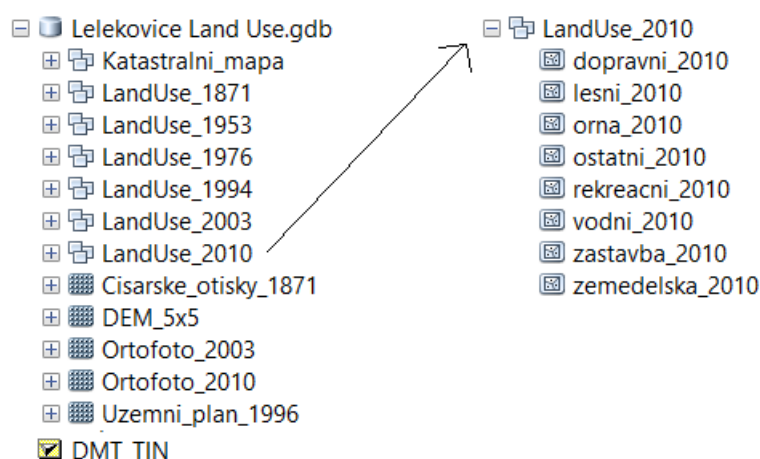 Lelekovice Land Use.gdb
Katastralni_mapa
LandUse_1871
LandUse_1953
LandUse_1976
LandUse_1994
LandUse_2003
LandUse_2010
Cisarske_otisky_1871
DEM_5x5
Ortofoto_2003
Ortofoto_2010
Uzemni_plan_1996
DMT_TIN
LandUse_2010
dopravni_2010
lesni_2010
orna_2010
ostatni_2010
rekreacni_2010
vodni_2010
zastavba_2010
zemedelska_2010